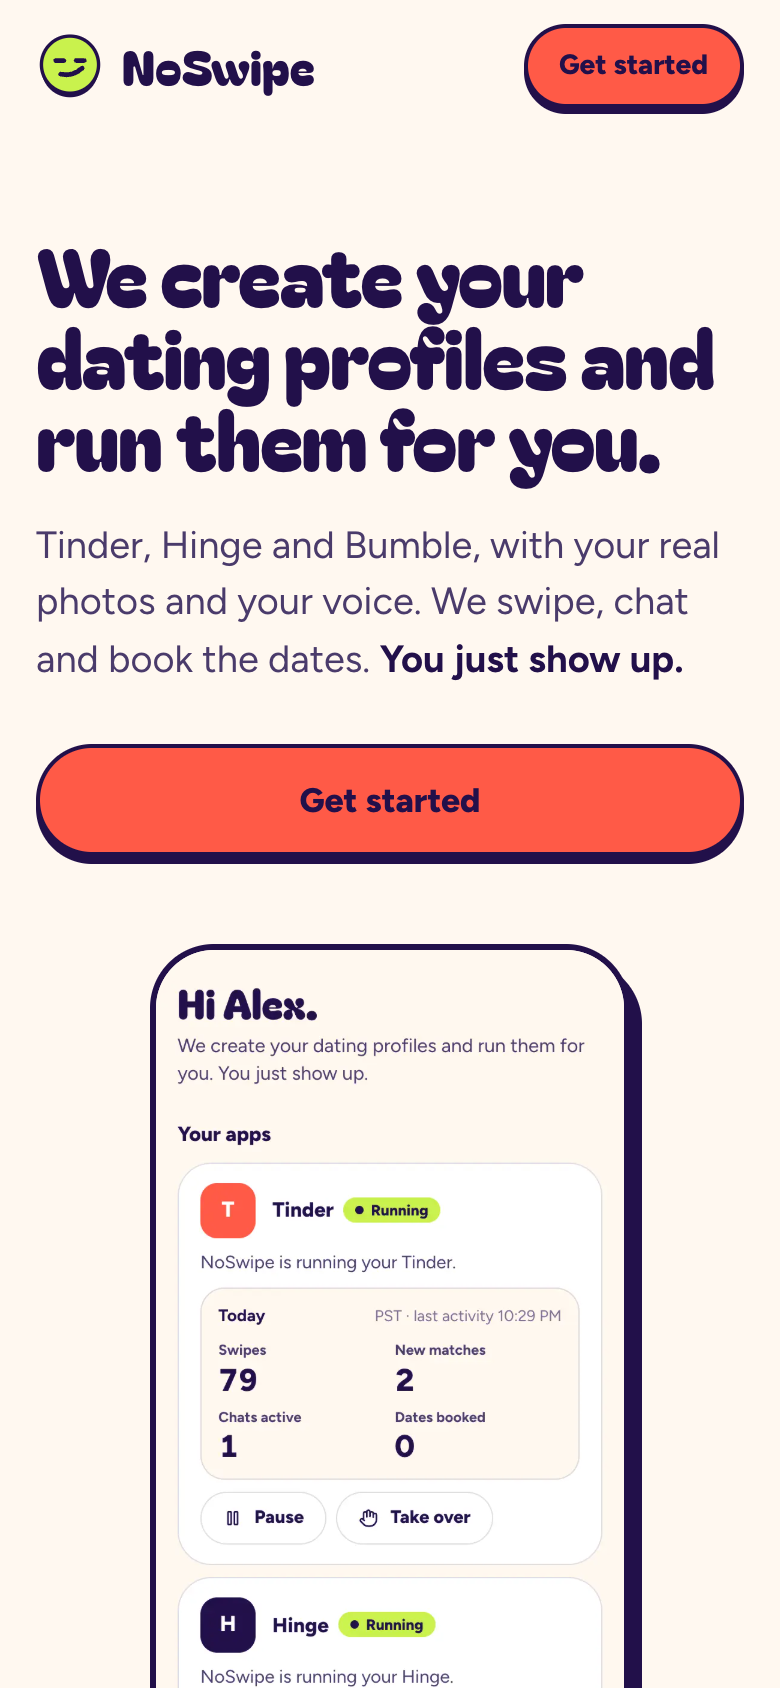 NoSwipe
Get started
We create your
dating profiles and
run them for you.
Tinder, Hinge and Bumble, with your real
photos and your voice. We swipe, chat
and book the dates. You just show up.
Get started
Hi Alex.
We create your dating profiles and run them for
you. You just show up.
Your apps
T Tinder Running
NoSwipe is running your Tinder.
Today PST · last activity 10:29 PM
Swipes New matches
79 2
Chats active Dates booked
1 0
Pause Take over
H Hinge Running
NoSwipe is running your Hinge.